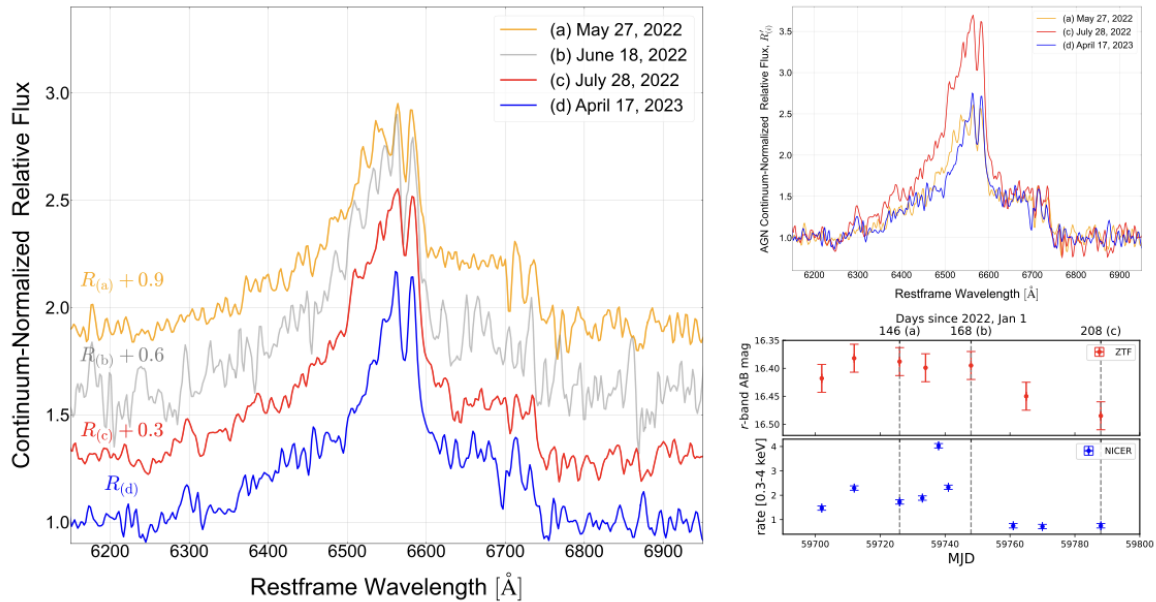 (a) May 27, 2022
(b) June 18, 2022
(c) July 28, 2022
(d) April 17, 2023
Continuum-Normalized Relative Flux
3.0
2.5
2.0
1.5
1.0
R(a) + 0.9
R(b) + 0.6
R(c) + 0.3
R(d)
6200 6300 6400 6500 6600 6700 6800 6900
Restframe Wavelength [Å]
(a) May 27, 2022
(c) July 28, 2022
(d) April 17, 2023
AGN Continuum-Normalized Relative Flux, R′(i)
3.5
3.0
2.5
2.0
1.5
1.0
6200 6300 6400 6500 6600 6700 6800 6900
Restframe Wavelength [Å]
Days since 2022, Jan 1
146 (a) 168 (b) 208 (c)
r-band AB mag
16.35
16.40
16.45
16.50
ZTF
rate [0.3-4 keV]
4
3
2
1
NICER
59700 59720 59740 59760 59780 59800
MJD